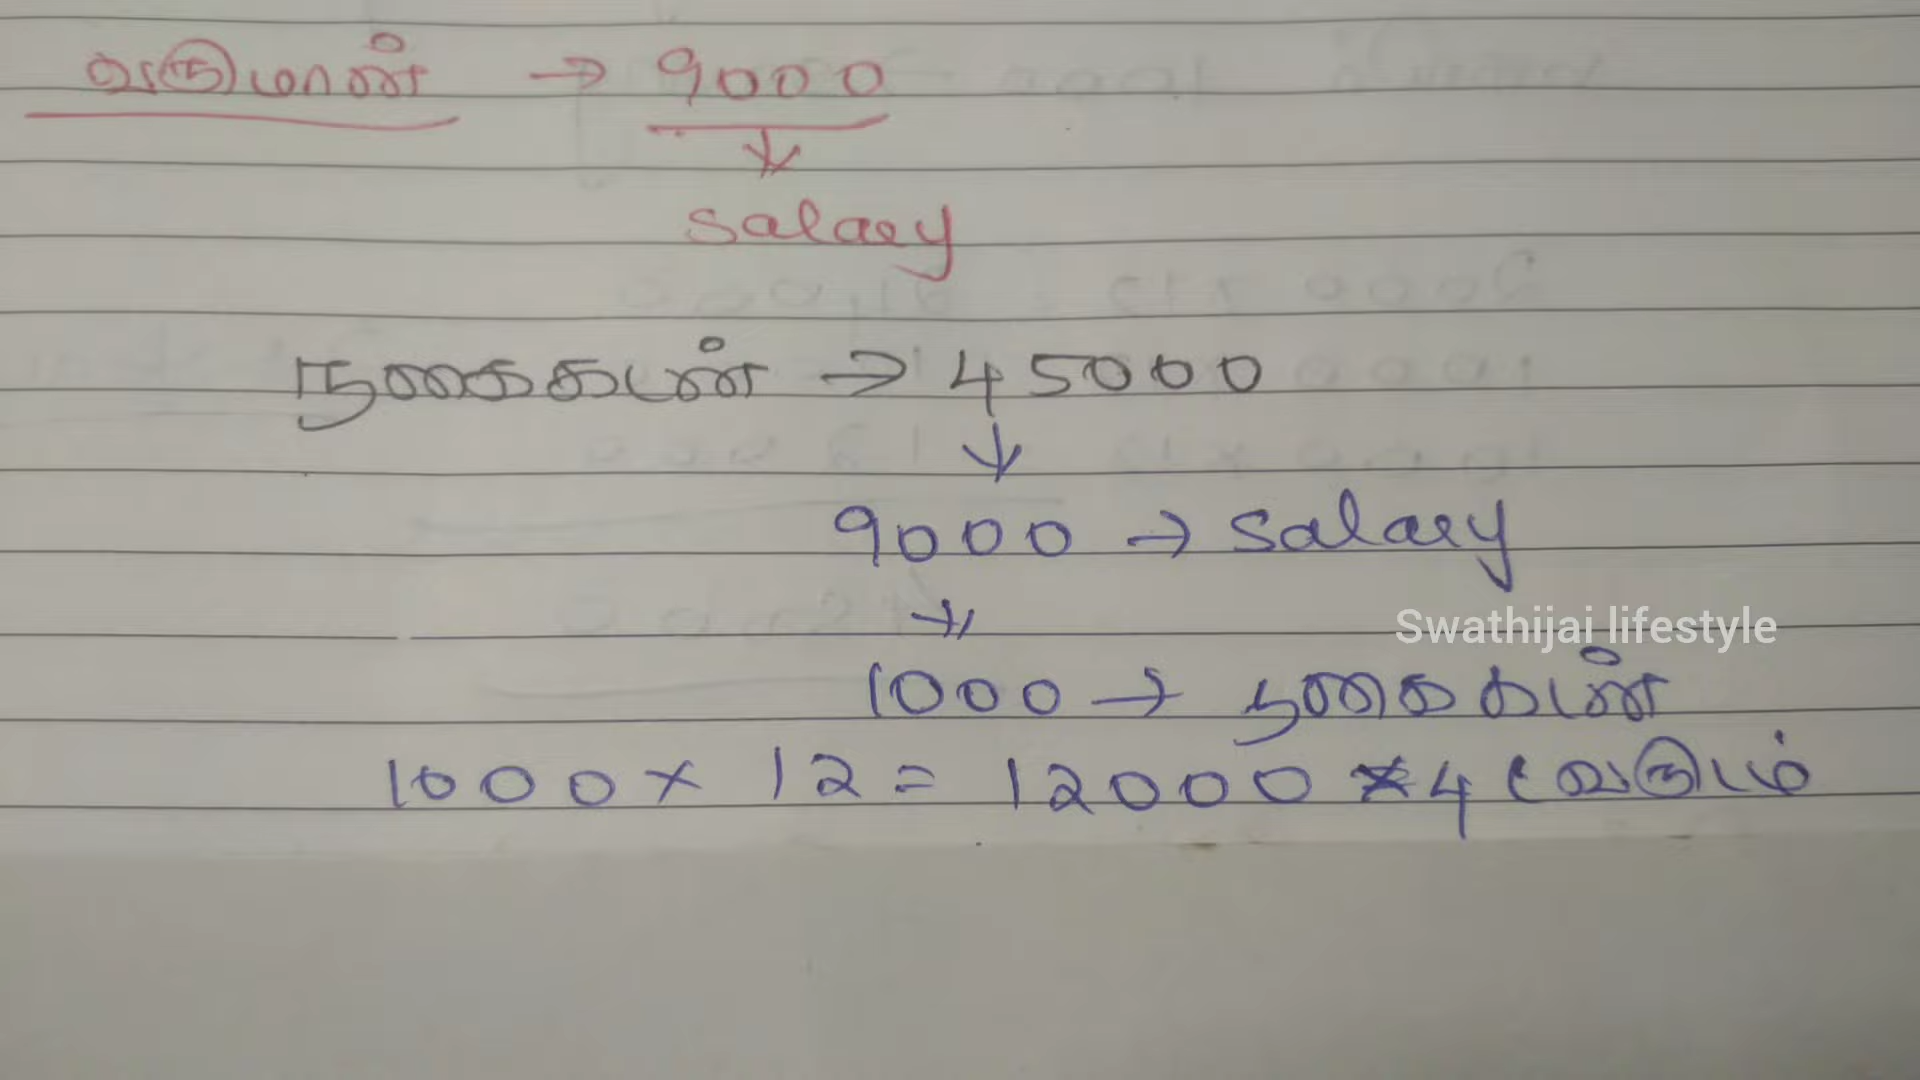 வருமானம் → 9000
↓
salary
நகைகடன் → 45000
↓
9000 → salary
↓
Swathijai lifestyle
1000 → நகைகடன்
1000 × 12 = 12000 × 4 வருடம்